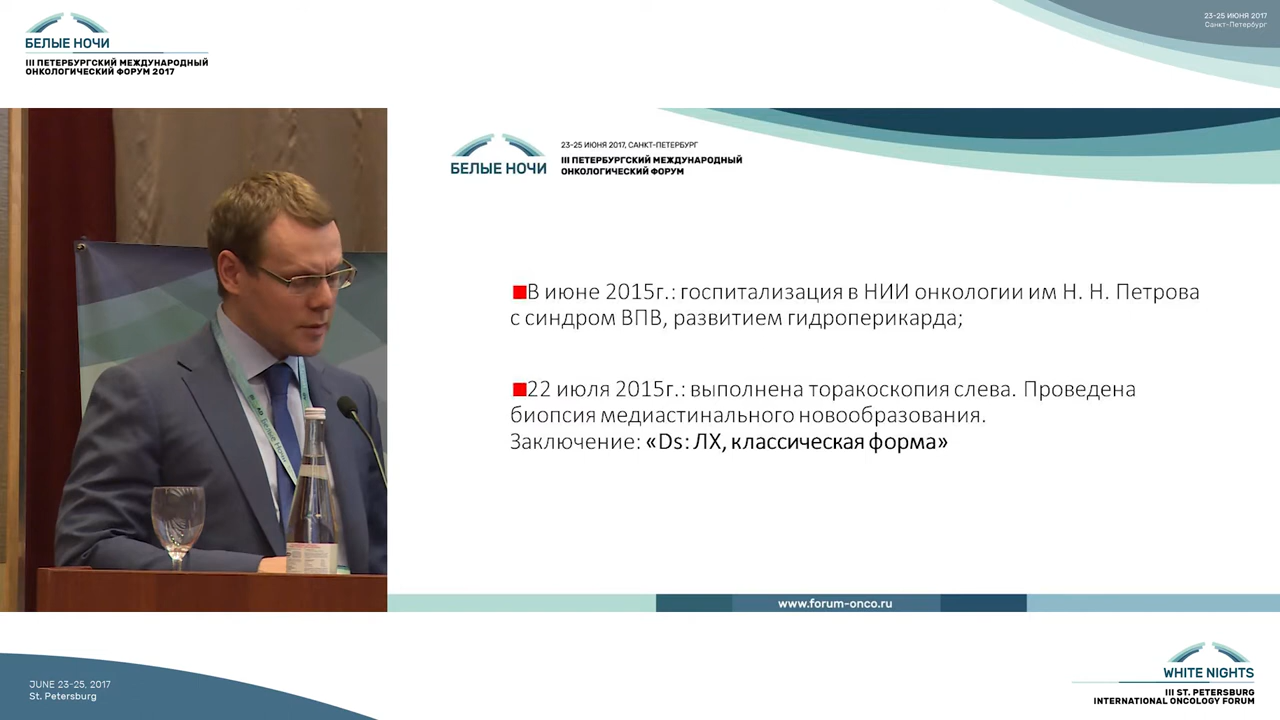 БЕЛЫЕ НОЧИ
III ПЕТЕРБУРГСКИЙ МЕЖДУНАРОДНЫЙ
ОНКОЛОГИЧЕСКИЙ ФОРУМ 2017
23-25 ИЮНЯ 2017
Санкт-Петербург
БЕЛЫЕ НОЧИ
23-25 ИЮНЯ 2017, САНКТ-ПЕТЕРБУРГ
III ПЕТЕРБУРГСКИЙ МЕЖДУНАРОДНЫЙ
ОНКОЛОГИЧЕСКИЙ ФОРУМ
В июне 2015г.: госпитализация в НИИ онкологии им Н. Н. Петрова
с синдром ВПВ, развитием гидроперикарда;
22 июля 2015г.: выполнена торакоскопия слева. Проведена
биопсия медиастинального новообразования.
Заключение: «Ds: ЛХ, классическая форма»
www.forum-onco.ru
JUNE 23-25, 2017
St. Petersburg
WHITE NIGHTS
III ST. PETERSBURG
INTERNATIONAL ONCOLOGY FORUM